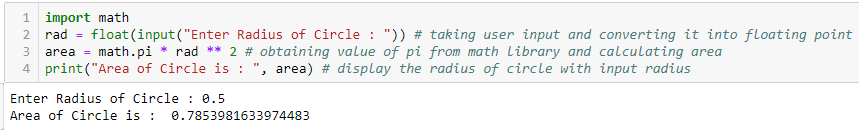 1 import math
2 rad = float(input("Enter Radius of Circle : ")) # taking user input and converting it into floating point
3 area = math.pi * rad ** 2 # obtaining value of pi from math library and calculating area
4 print("Area of Circle is : ", area) # display the radius of circle with input radius
Enter Radius of Circle : 0.5
Area of Circle is :  0.7853981633974483